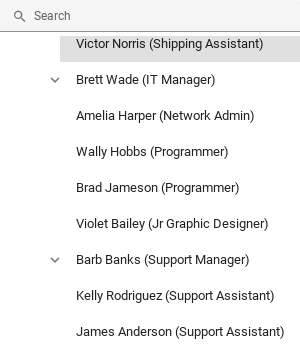 Search
Victor Norris (Shipping Assistant)
Brett Wade (IT Manager)
Amelia Harper (Network Admin)
Wally Hobbs (Programmer)
Brad Jameson (Programmer)
Violet Bailey (Jr Graphic Designer)
Barb Banks (Support Manager)
Kelly Rodriguez (Support Assistant)
James Anderson (Support Assistant)